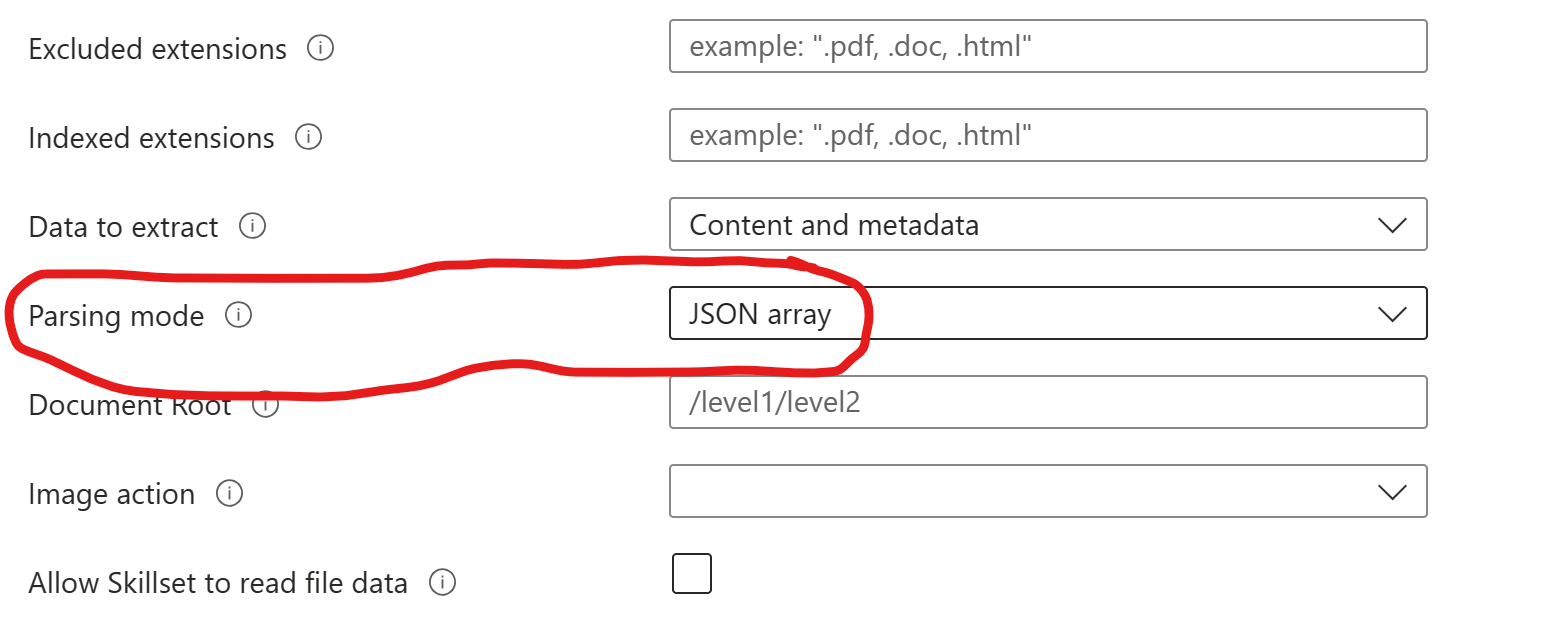 Excluded extensions example: ".pdf, .doc, .html"
Indexed extensions example: ".pdf, .doc, .html"
Data to extract Content and metadata
Parsing mode JSON array
Document Root /level1/level2
Image action
Allow Skillset to read file data